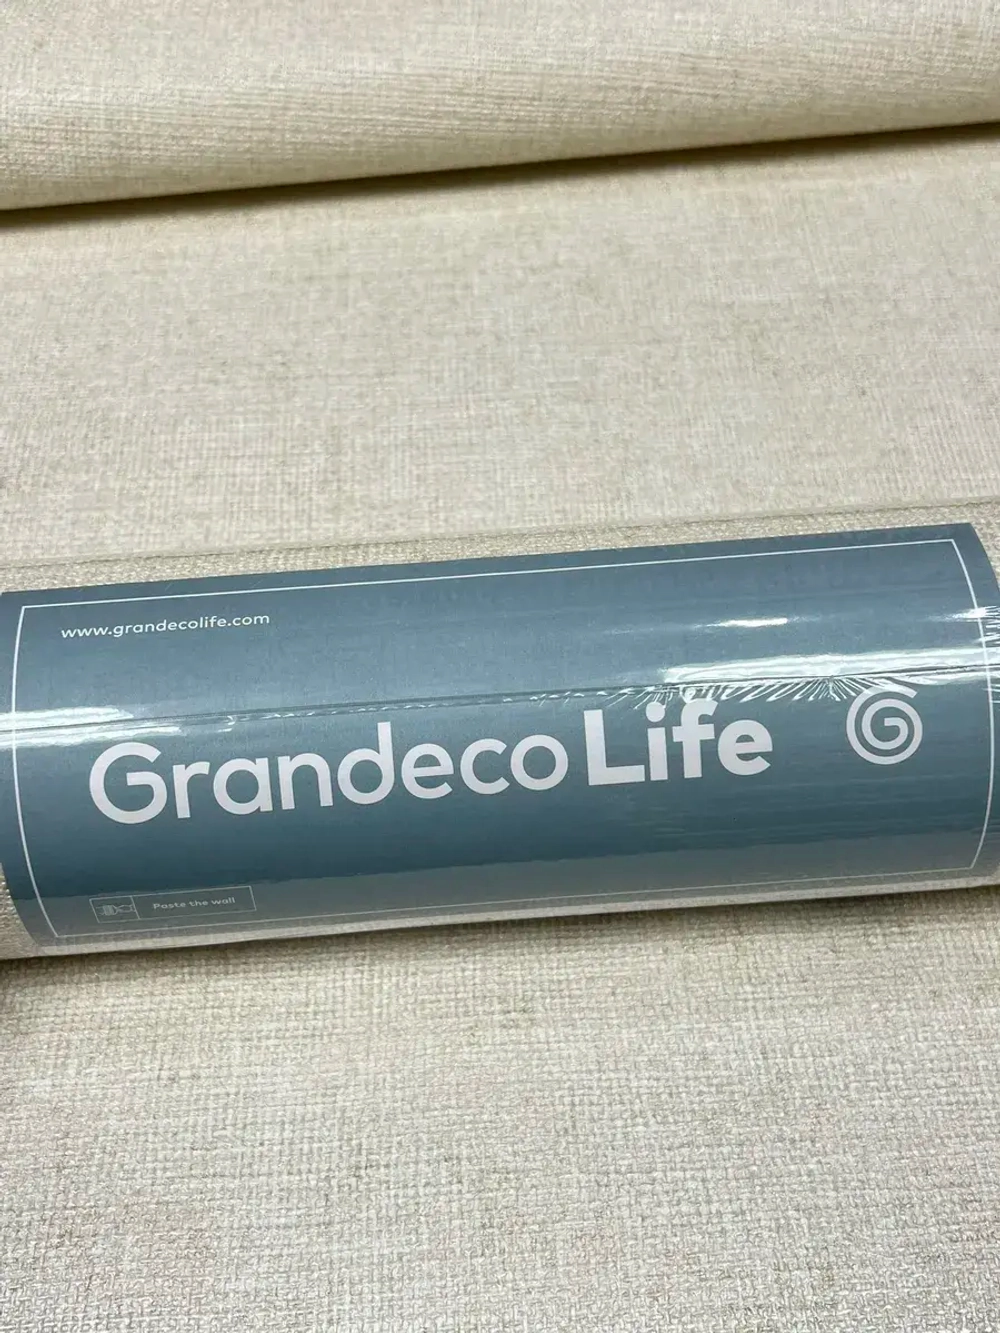 www.grandecolife.com
Grandeco Life
Paste the wall